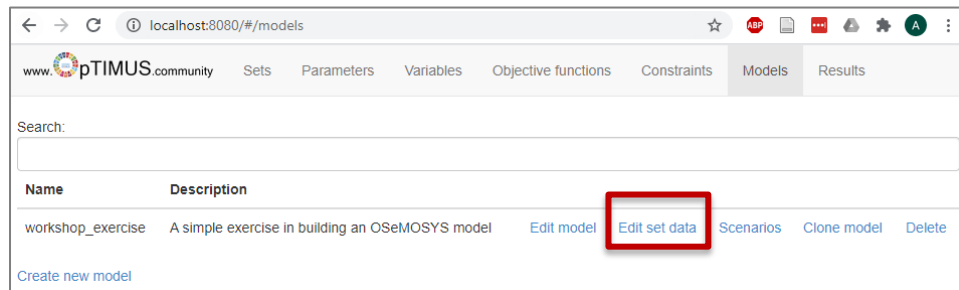 localhost:8080/#/models
ABP
A
www. OpTIMUS.community Sets Parameters Variables Objective functions Constraints Models Results
Search:
Name Description
workshop_exercise A simple exercise in building an OSeMOSYS model Edit model Edit set data Scenarios Clone model Delete
Create new model